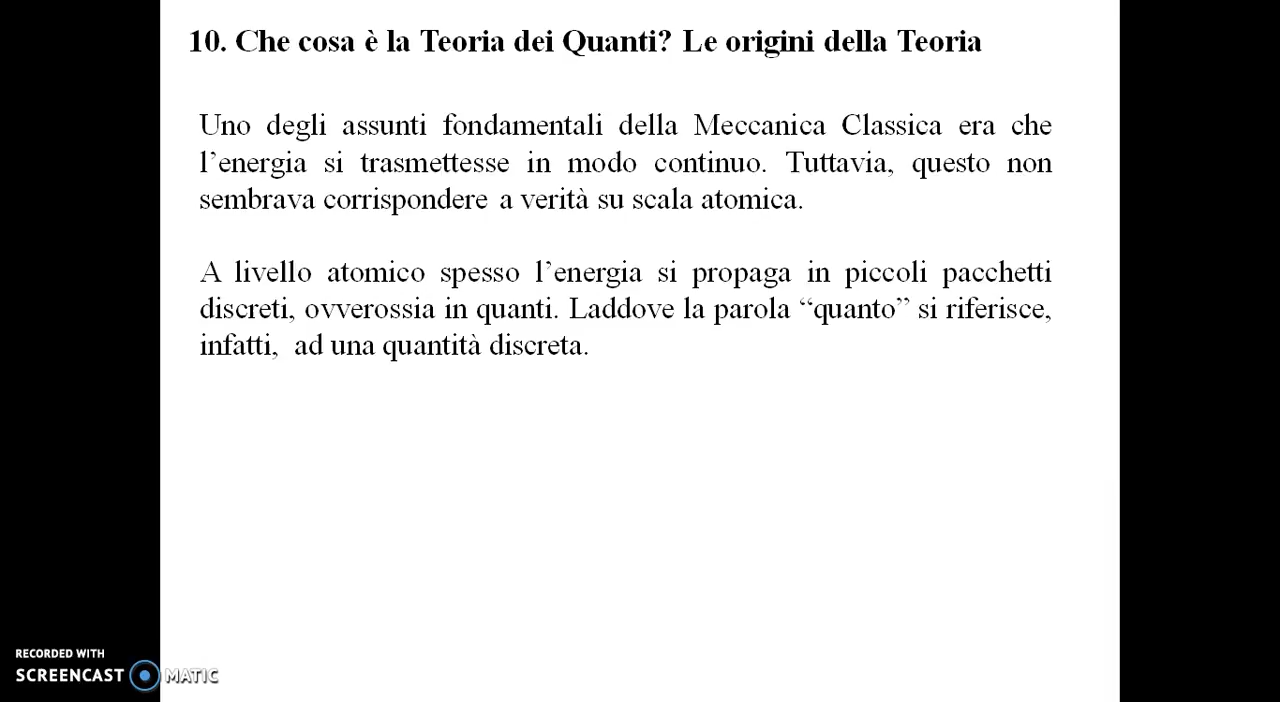 10. Che cosa è la Teoria dei Quanti? Le origini della Teoria
Uno degli assunti fondamentali della Meccanica Classica era che
l’energia si trasmettesse in modo continuo. Tuttavia, questo non
sembrava corrispondere a verità su scala atomica.
A livello atomico spesso l’energia si propaga in piccoli pacchetti
discreti, ovverossia in quanti. Laddove la parola “quanto” si riferisce,
infatti, ad una quantità discreta.
RECORDED WITH
SCREENCAST MATIC